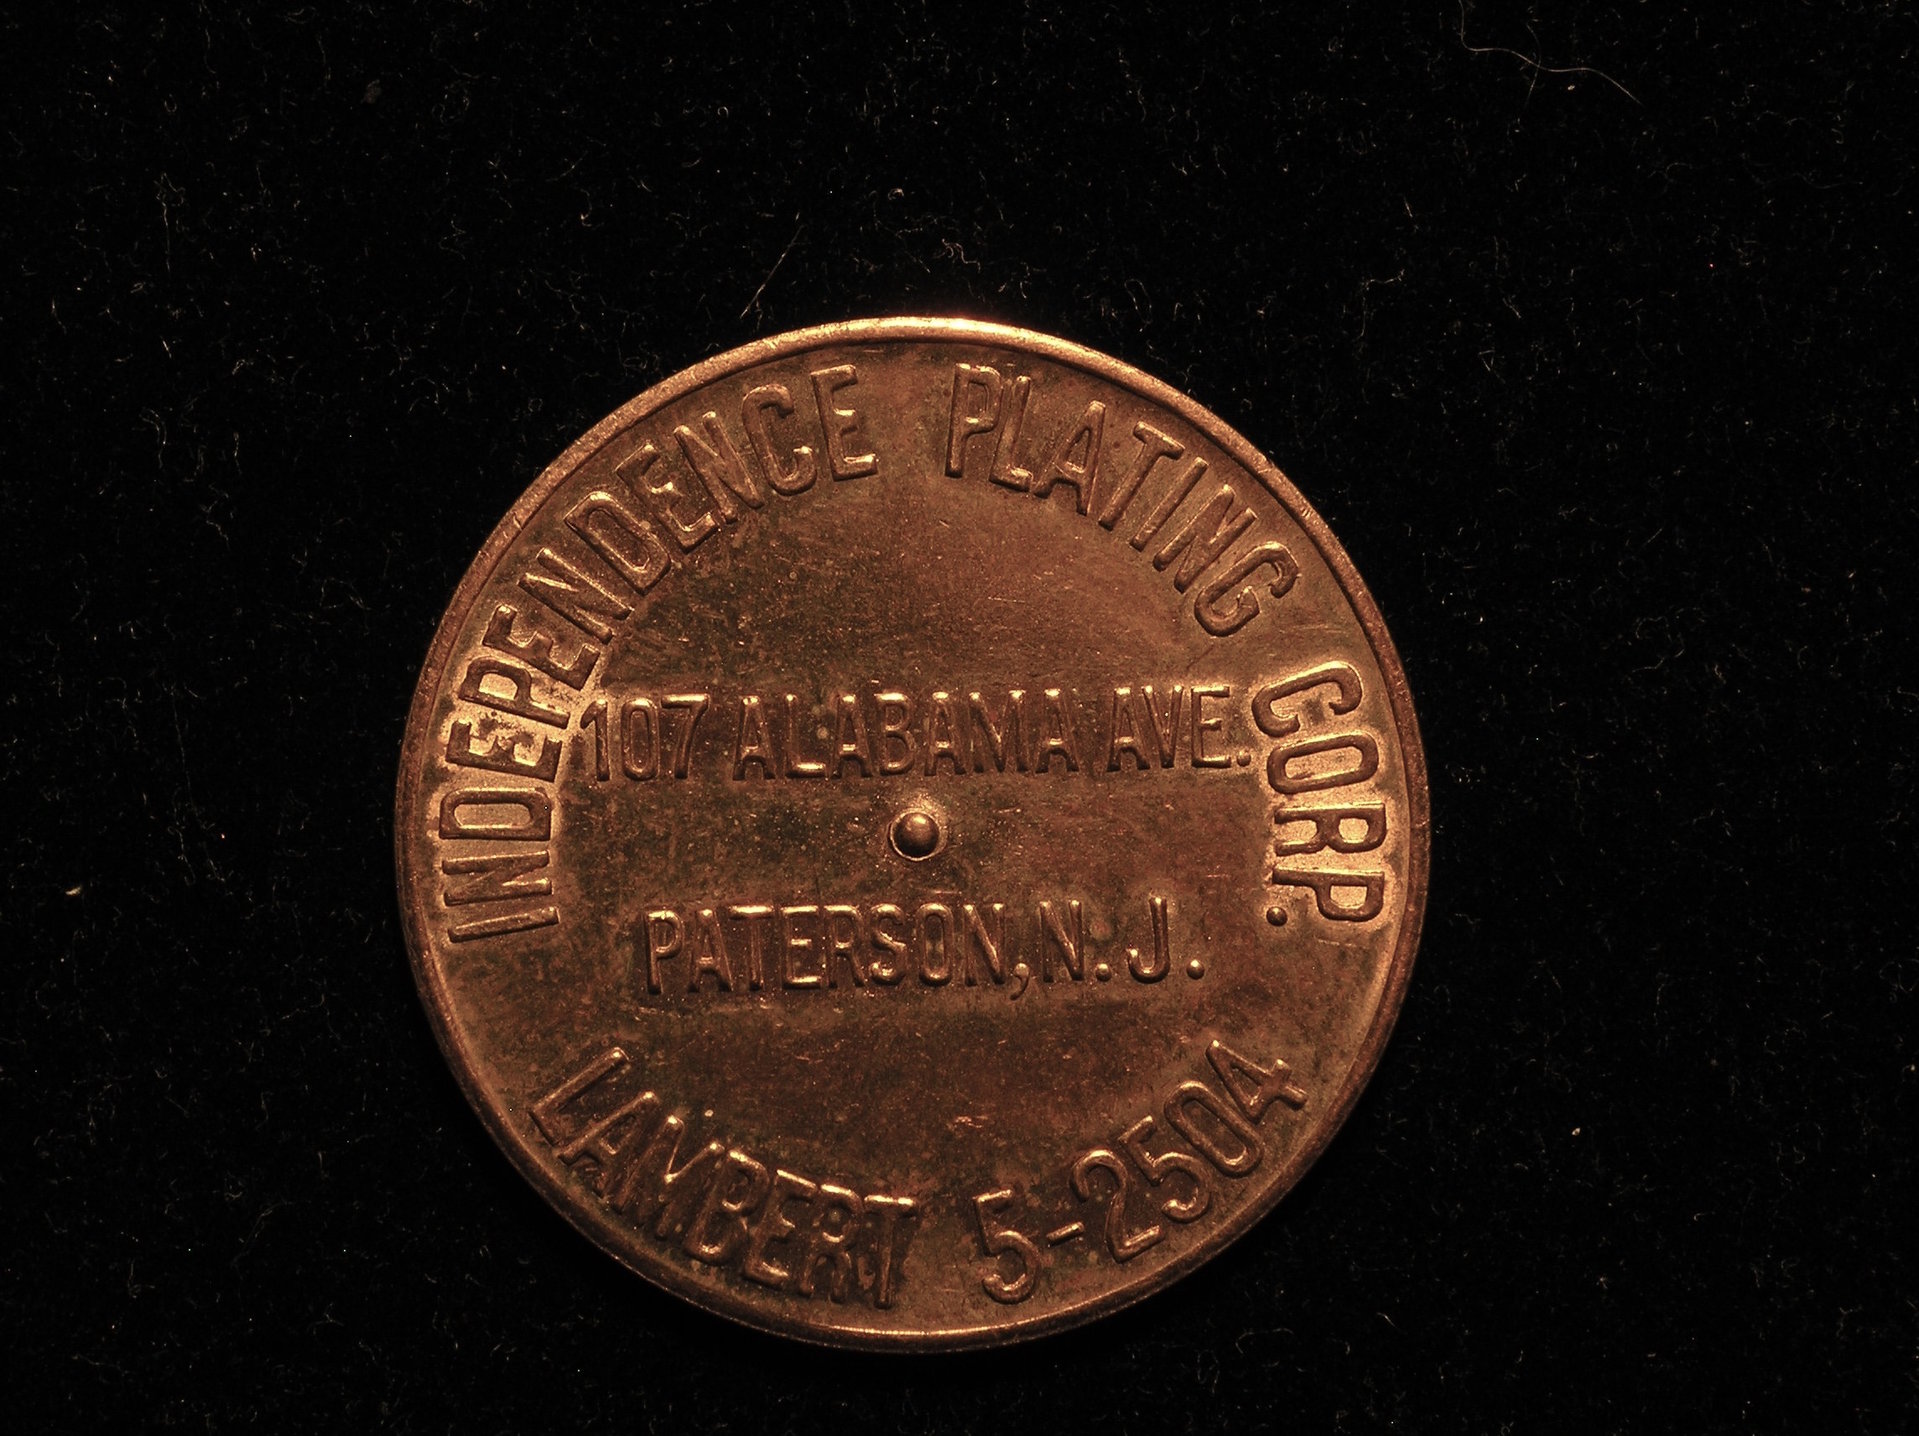 INDEPENDENCE PLATING CORP.
107 ALABAMA AVE.
PATERSON, N. J.
LAMBERT 5-2504